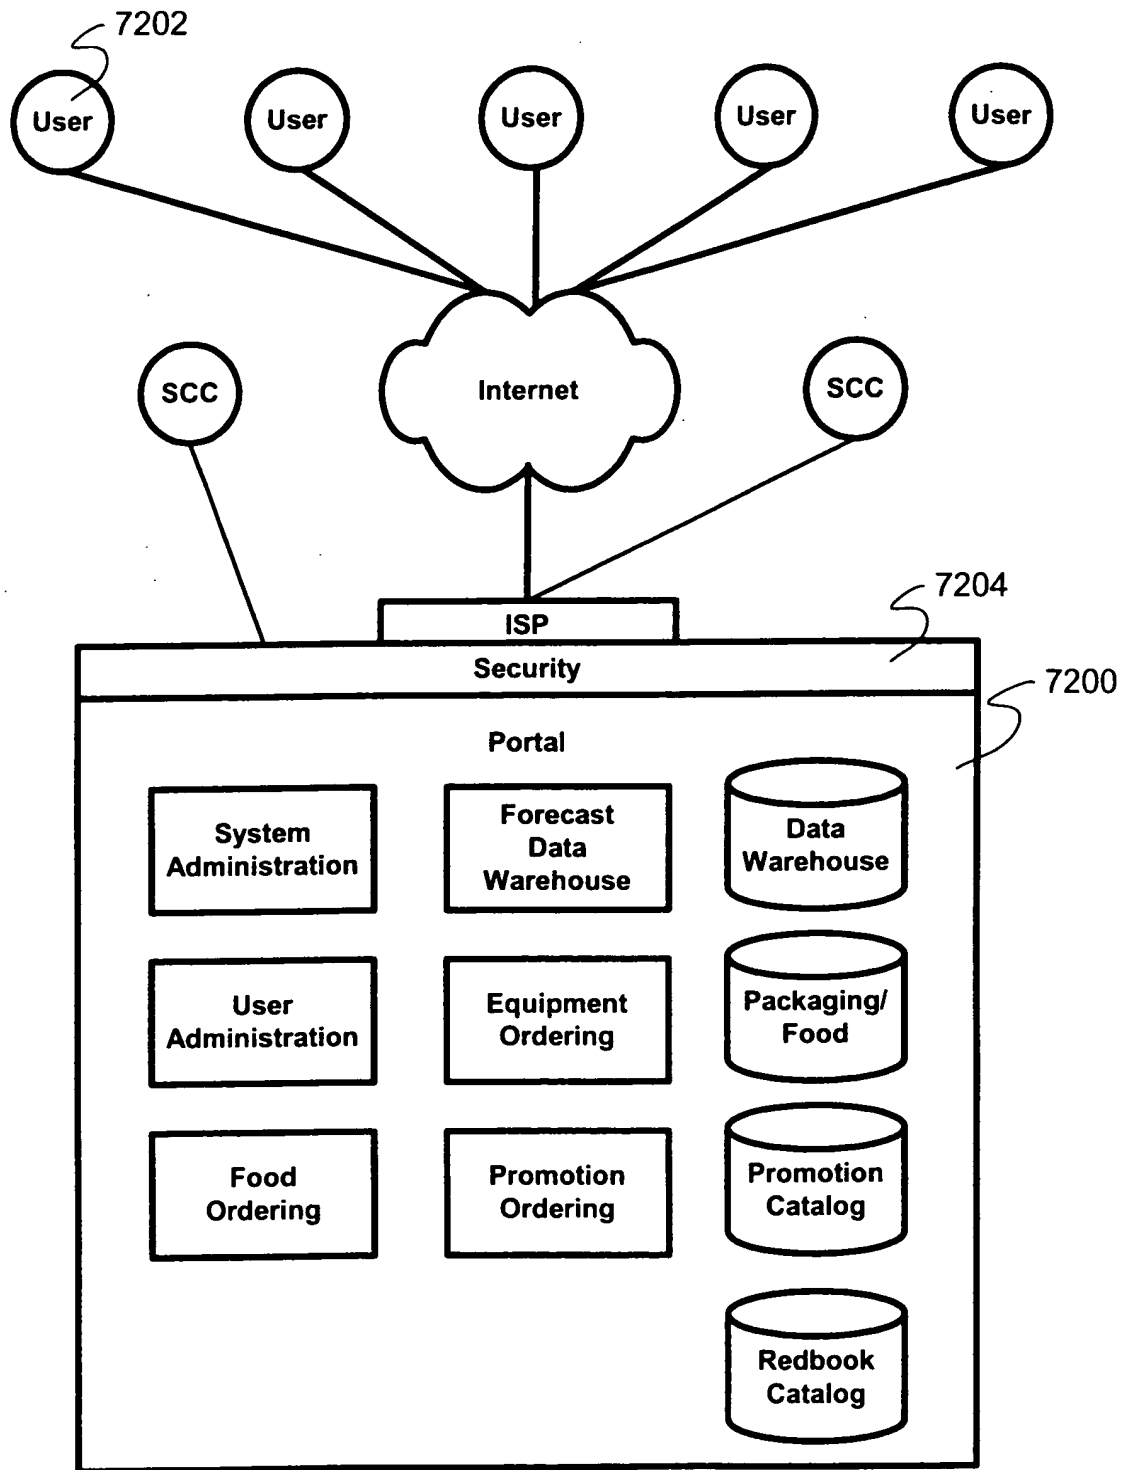 7202
User
User
User
User
User
Internet
SCC
SCC
7204
ISP
Security
7200
Portal
System
Administration
Forecast
Data
Warehouse
Data
Warehouse
User
Administration
Equipment
Ordering
Packaging/
Food
Food
Ordering
Promotion
Ordering
Promotion
Catalog
Redbook
Catalog